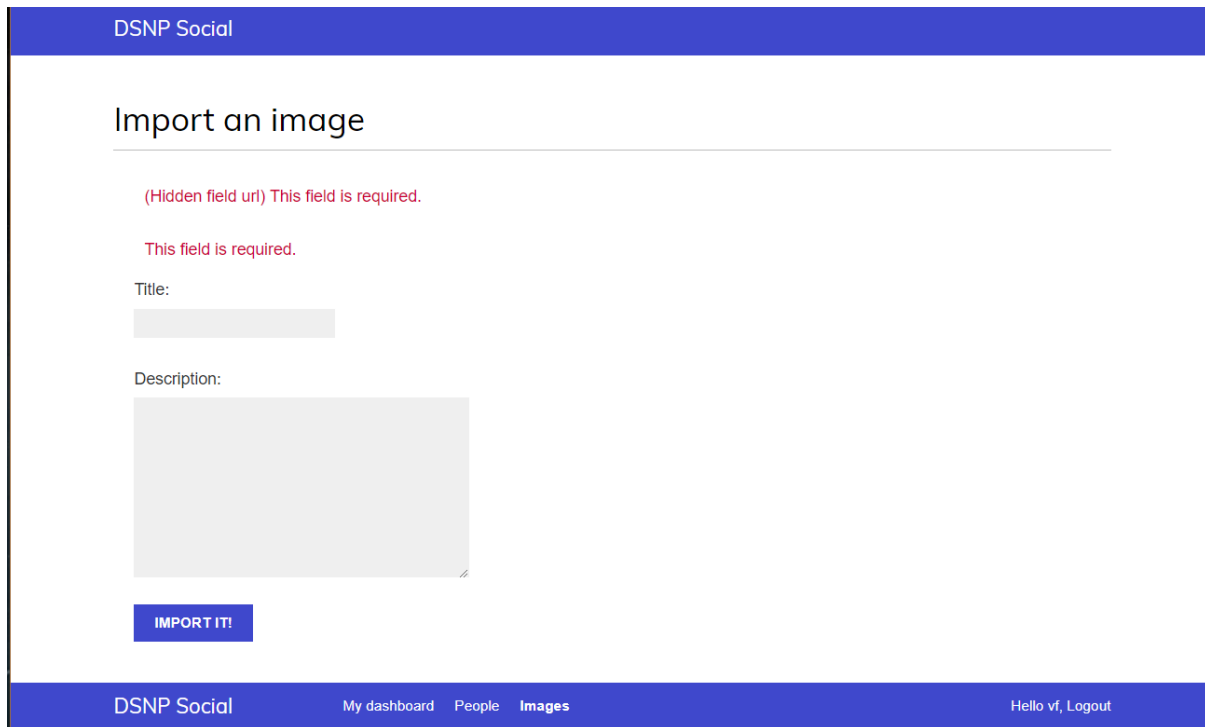 DSNP Social
Import an image
(Hidden field url) This field is required.
This field is required.
Title:
Description:
IMPORT IT!
DSNP Social My dashboard People Images Hello vf, Logout